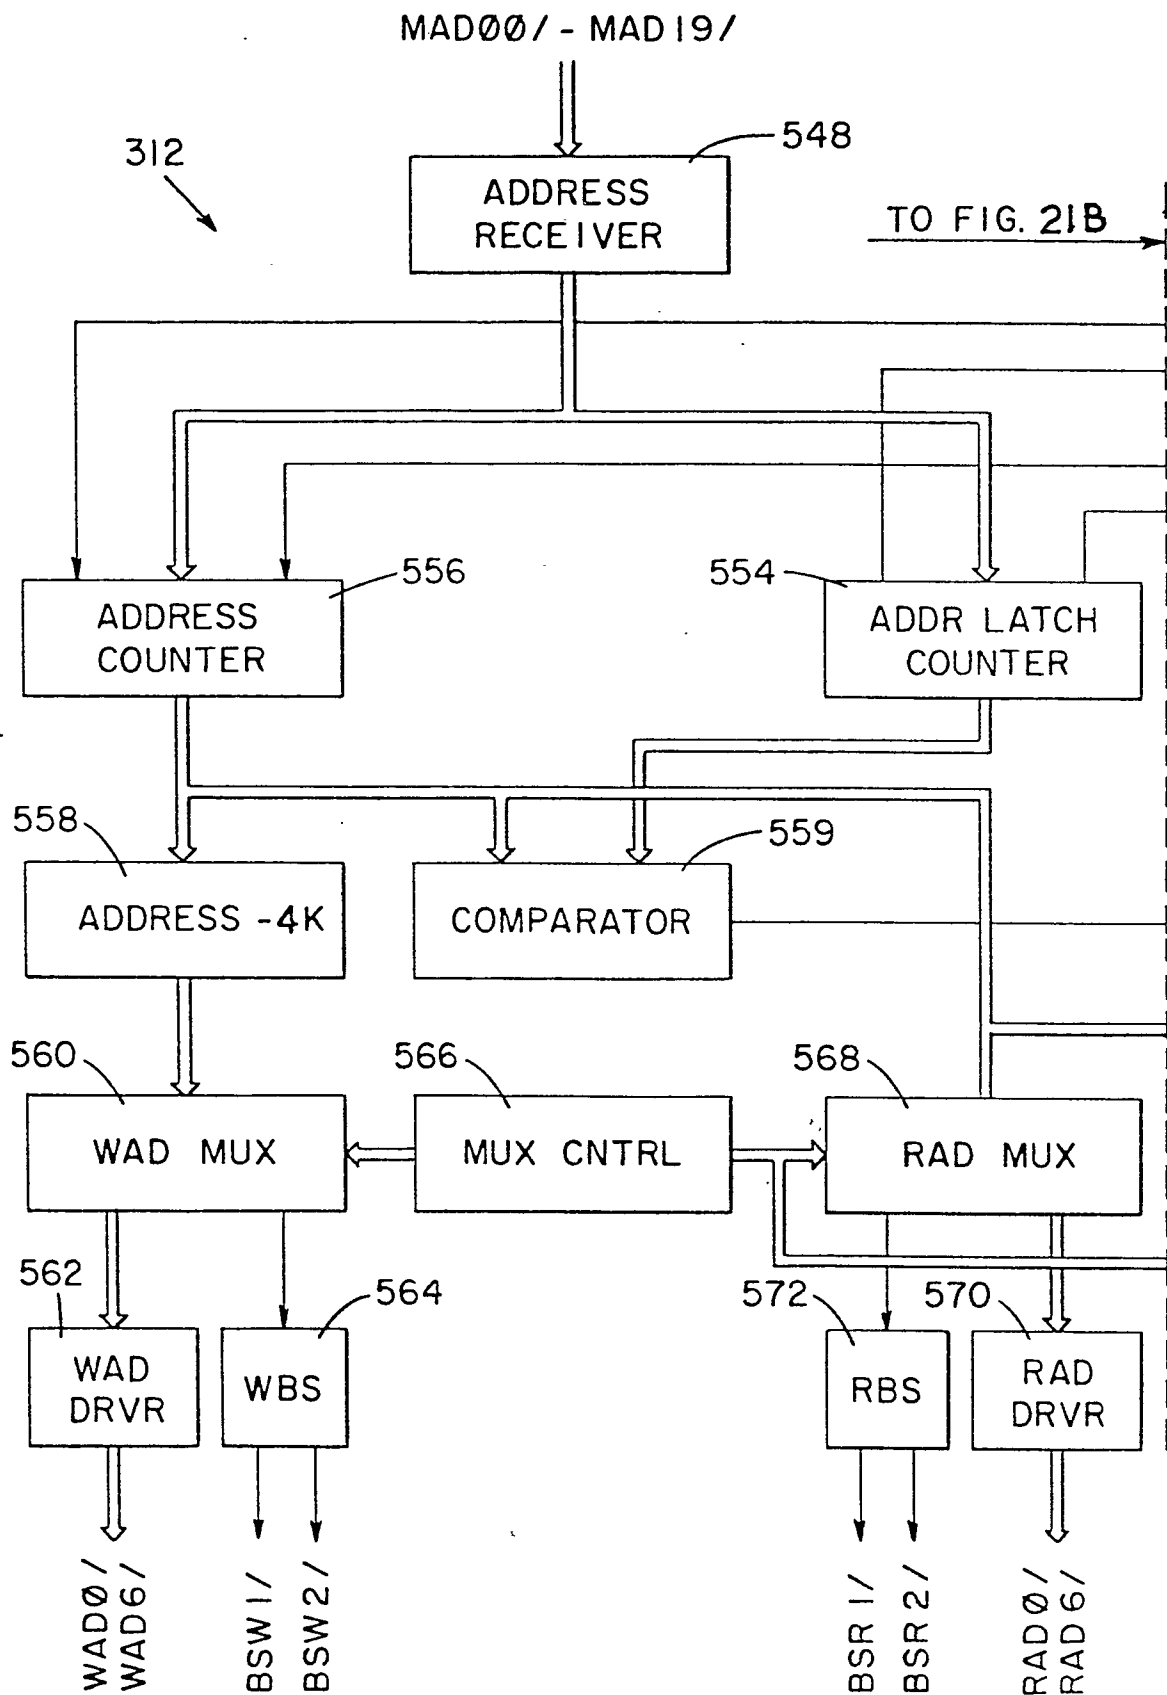 MADØØ/ - MAD19/
548
312
ADDRESS
RECEIVER
TO FIG. 21B
556
554
ADDRESS
COUNTER
ADDR LATCH
COUNTER
558
559
ADDRESS -4K
COMPARATOR
560
566
568
WAD MUX
MUX CNTRL
RAD MUX
562
564
572
570
WAD
DRVR
WBS
RBS
RAD
DRVR
WADØ/
WAD6/
BSW1/
BSW2/
BSR1/
BSR2/
RADØ/
RAD6/